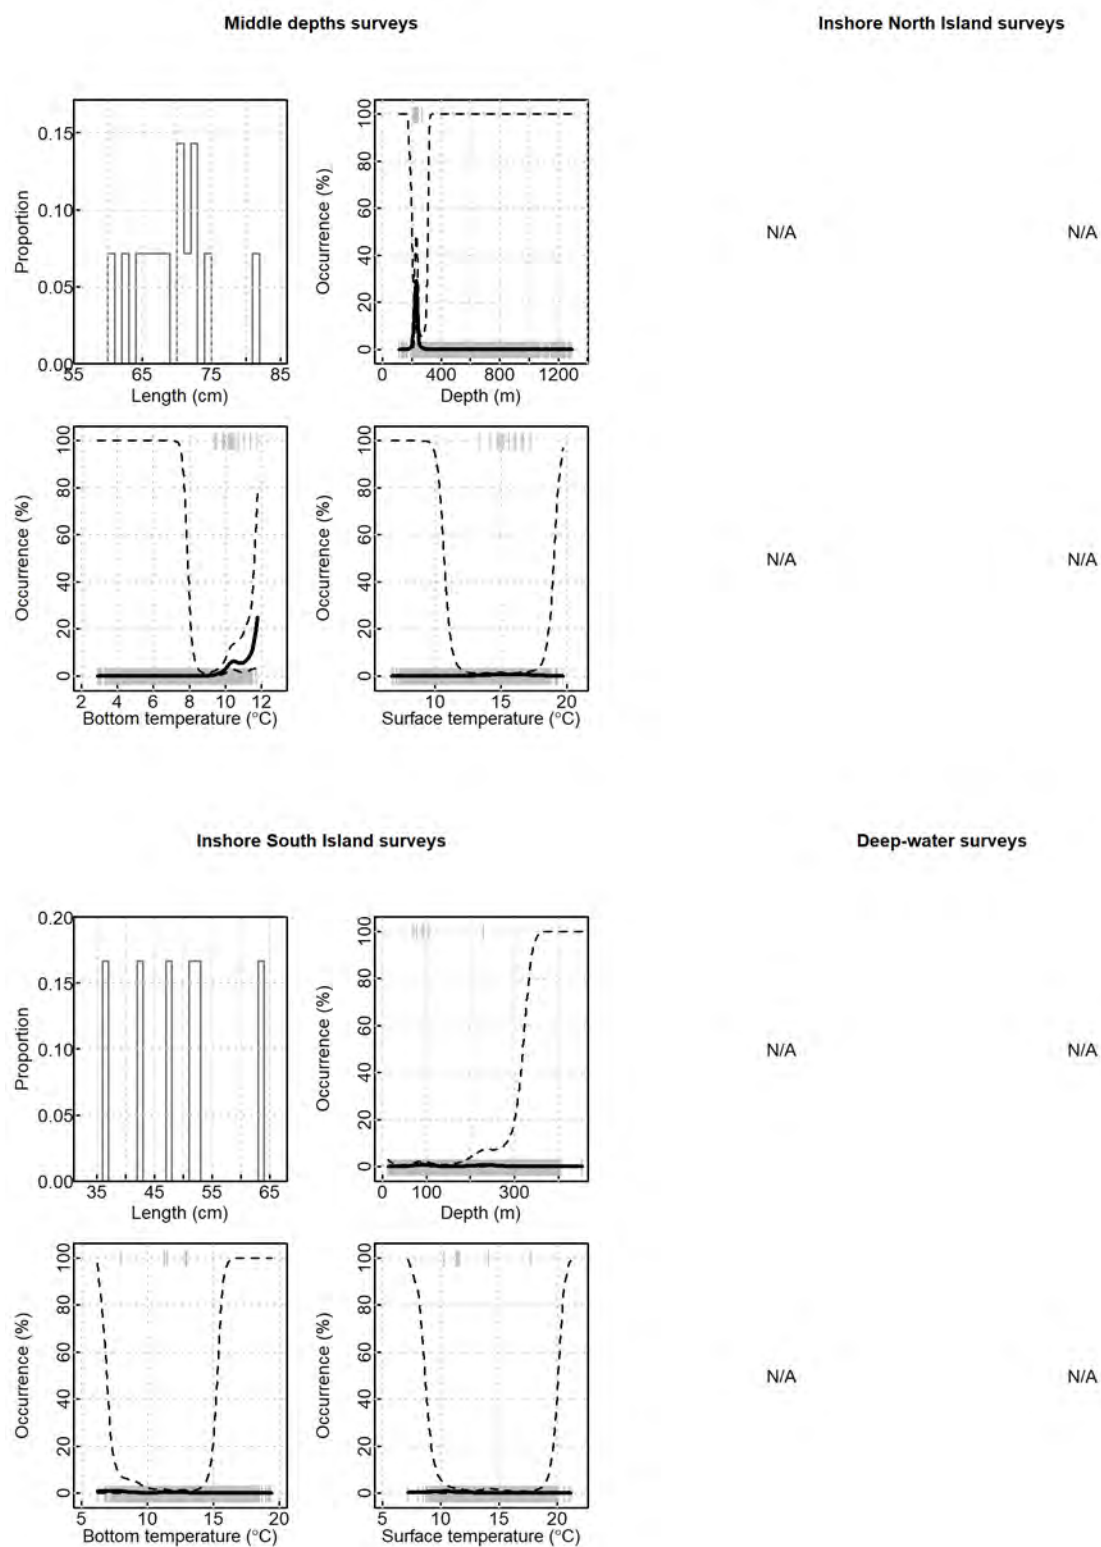 Middle depths surveys
Inshore North Island surveys
Proportion
0.00 0.05 0.10 0.15
55 65 75 85
Length (cm)
Occurrence (%)
0 20 40 60 80 100
0 400 800 1200
Depth (m)
N/A
N/A
Occurrence (%)
0 20 40 60 80 100
2 4 6 8 10 12
Bottom temperature (°C)
Occurrence (%)
0 20 40 60 80 100
10 15 20
Surface temperature (°C)
N/A
N/A
Inshore South Island surveys
Deep-water surveys
Proportion
0.00 0.05 0.10 0.15 0.20
35 45 55 65
Length (cm)
Occurrence (%)
0 20 40 60 80 100
0 100 300
Depth (m)
N/A
N/A
Occurrence (%)
0 20 40 60 80 100
5 10 15 20
Bottom temperature (°C)
Occurrence (%)
0 20 40 60 80 100
5 10 15 20
Surface temperature (°C)
N/A
N/A